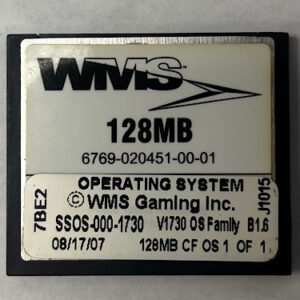 WMS
128MB
6769-020451-00-01
OPERATING SYSTEM
© WMS Gaming Inc.
SSOS-000-1730 V1730 OS Family B1.6
08/17/07 128MB CF OS 1 OF 1
7BE2
J1015